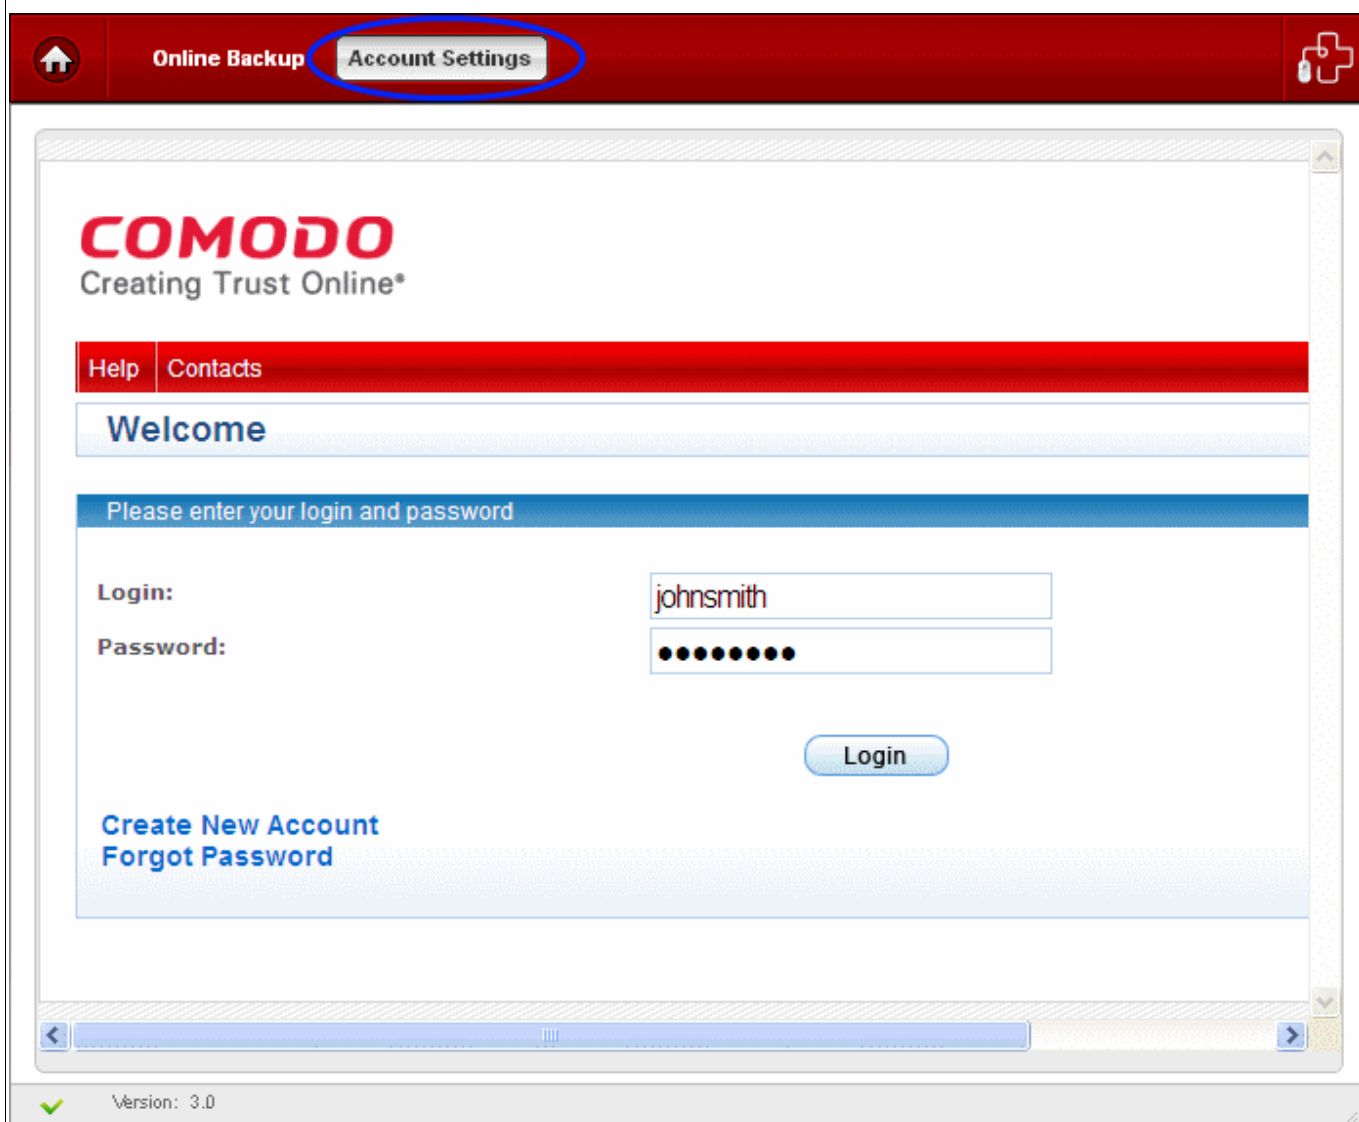 Online Backup Account Settings
COMODO
Creating Trust Online®
Help Contacts
Welcome
Please enter your login and password
Login: johnsmith
Password: ●●●●●●●●
Login
Create New Account
Forgot Password
Version: 3.0